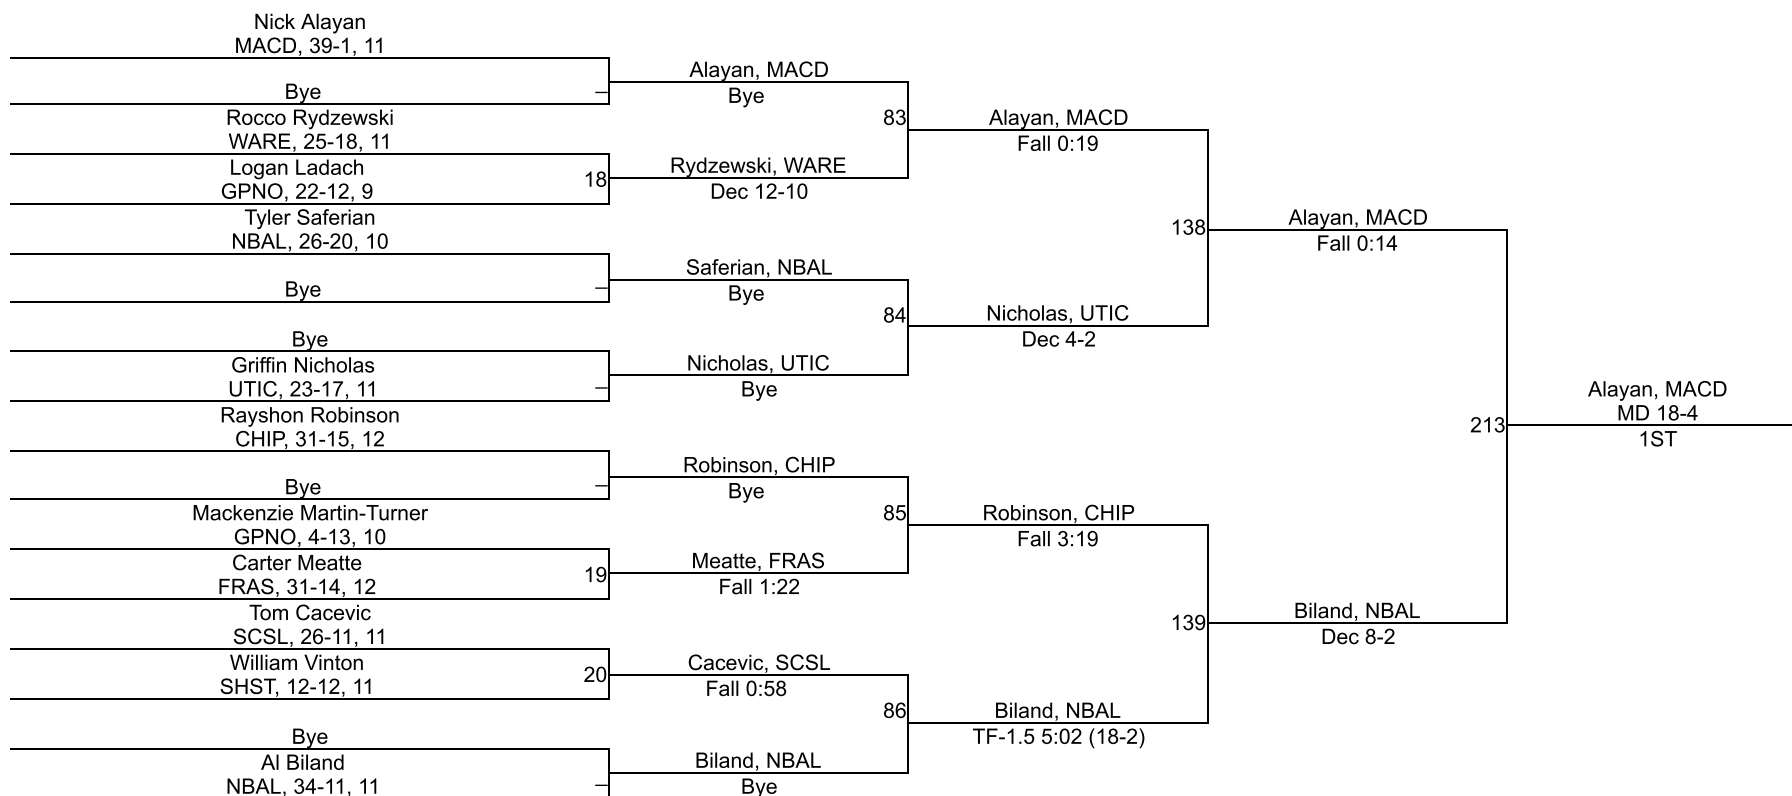 Nick Alayan
MACD, 39-1, 11
Bye
Rocco Rydzewski
WARE, 25-18, 11
Logan Ladach
GPNO, 22-12, 9
Tyler Saferian
NBAL, 26-20, 10
Bye
Bye
Griffin Nicholas
UTIC, 23-17, 11
Rayshon Robinson
CHIP, 31-15, 12
Bye
Mackenzie Martin-Turner
GPNO, 4-13, 10
Carter Meatte
FRAS, 31-14, 12
Tom Cacevic
SCSL, 26-11, 11
William Vinton
SHST, 12-12, 11
Bye
Al Biland
NBAL, 34-11, 11
–
18
–
–
–
19
20
–
Alayan, MACD
Bye
Rydzewski, WARE
Dec 12-10
Saferian, NBAL
Bye
Nicholas, UTIC
Bye
Robinson, CHIP
Bye
Meatte, FRAS
Fall 1:22
Cacevic, SCSL
Fall 0:58
Biland, NBAL
Bye
83
84
85
86
Alayan, MACD
Fall 0:19
Nicholas, UTIC
Dec 4-2
Robinson, CHIP
Fall 3:19
Biland, NBAL
TF-1.5 5:02 (18-2)
138
139
Alayan, MACD
Fall 0:14
Biland, NBAL
Dec 8-2
213
Alayan, MACD
MD 18-4
1ST